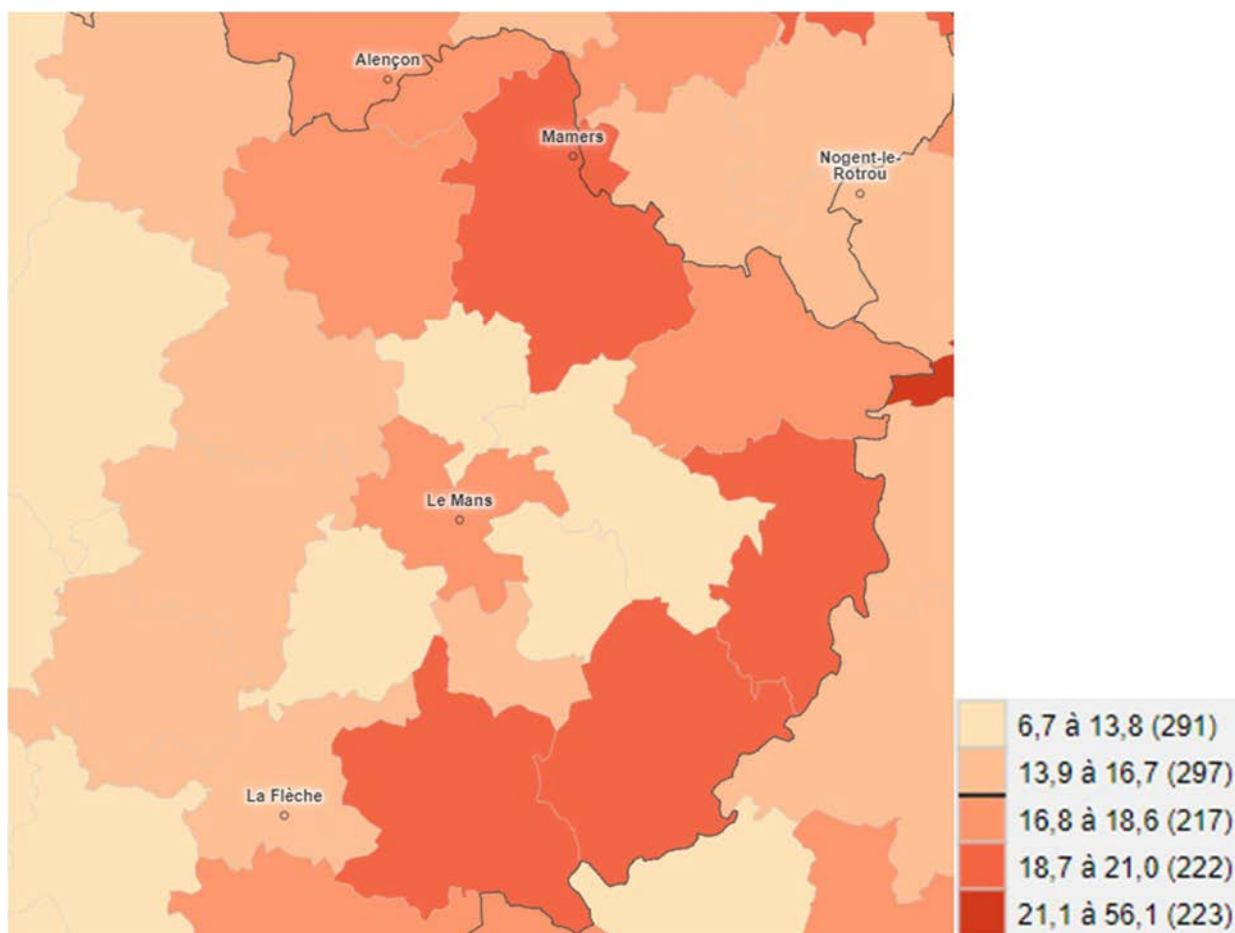 Alençon
Mamers
Nogent-le-
Rotrou
Le Mans
La Flèche
6,7 à 13,8 (291)
13,9 à 16,7 (297)
16,8 à 18,6 (217)
18,7 à 21,0 (222)
21,1 à 56,1 (223)